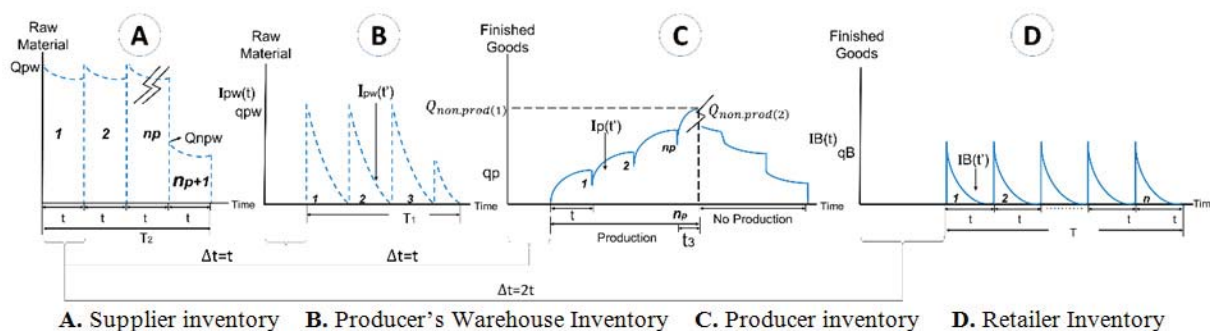 A
Raw
Material
Qpw
1
2
np
Qnpw
np+1
Time
t
t
t
t
T2
B
Raw
Material
Ipw(t)
qpw
Ipw(t')
1
2
3
Time
T1
C
Finished
Goods
Qnon.prod(1)
Qnon.prod(2)
Ip(t')
qp
1
2
np
Time
t
np
No Production
Production
t3
D
Finished
Goods
IB(t)
qB
IB(t')
1
2
n
Time
t
t
t
t
T
Δt=t
Δt=t
Δt=2t
A. Supplier inventory B. Producer's Warehouse Inventory C. Producer inventory D. Retailer Inventory